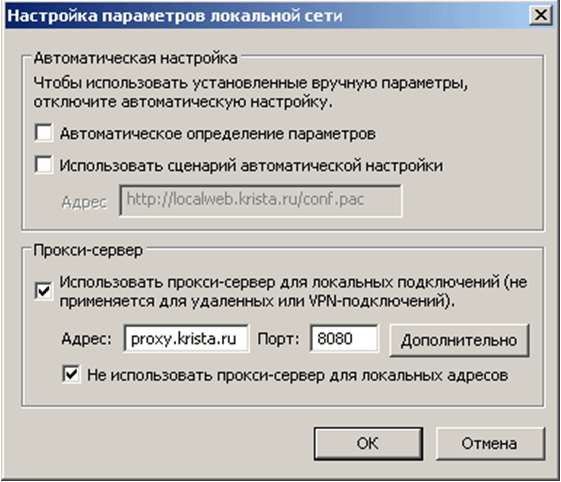 Настройка параметров локальной сети
Автоматическая настройка
Чтобы использовать установленные вручную параметры,
отключите автоматическую настройку.
Автоматическое определение параметров
Использовать сценарий автоматической настройки
Адрес http://localweb.krista.ru/conf.pac
Прокси-сервер
Использовать прокси-сервер для локальных подключений (не
применяется для удаленных или VPN-подключений).
Адрес: proxy.krista.ru Порт: 8080 Дополнительно
Не использовать прокси-сервер для локальных адресов
OK Отмена